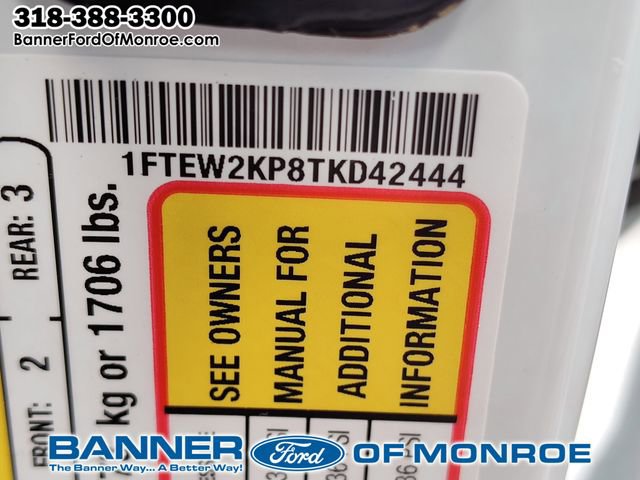 318-388-3300
BannerFordOfMonroe.com
1FTEW2KP8TKD42444
REAR: 3
FRONT: 2
kg or 1706 lbs.
SEE OWNERS
MANUAL FOR
ADDITIONAL
INFORMATION
BANNER Ford OF MONROE
The Banner Way... A Better Way!